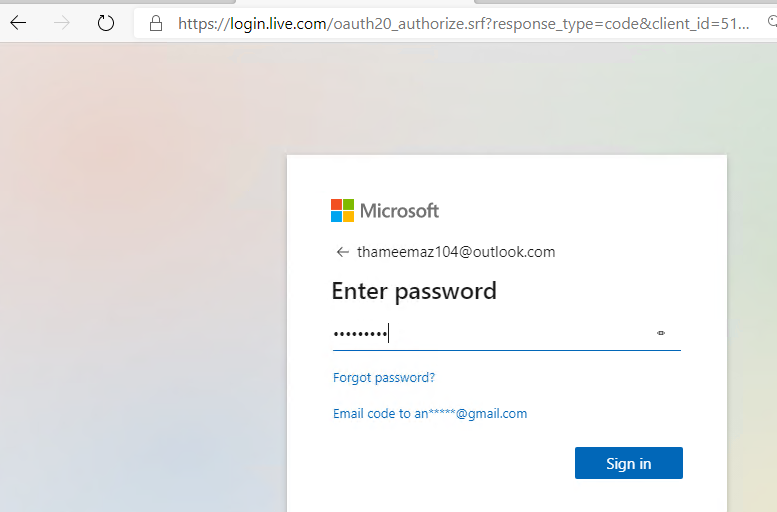 https://login.live.com/oauth20_authorize.srf?response_type=code&client_id=51...
Microsoft
← thameemaz104@outlook.com
Enter password
•••••••••
Forgot password?
Email code to an*****@gmail.com
Sign in